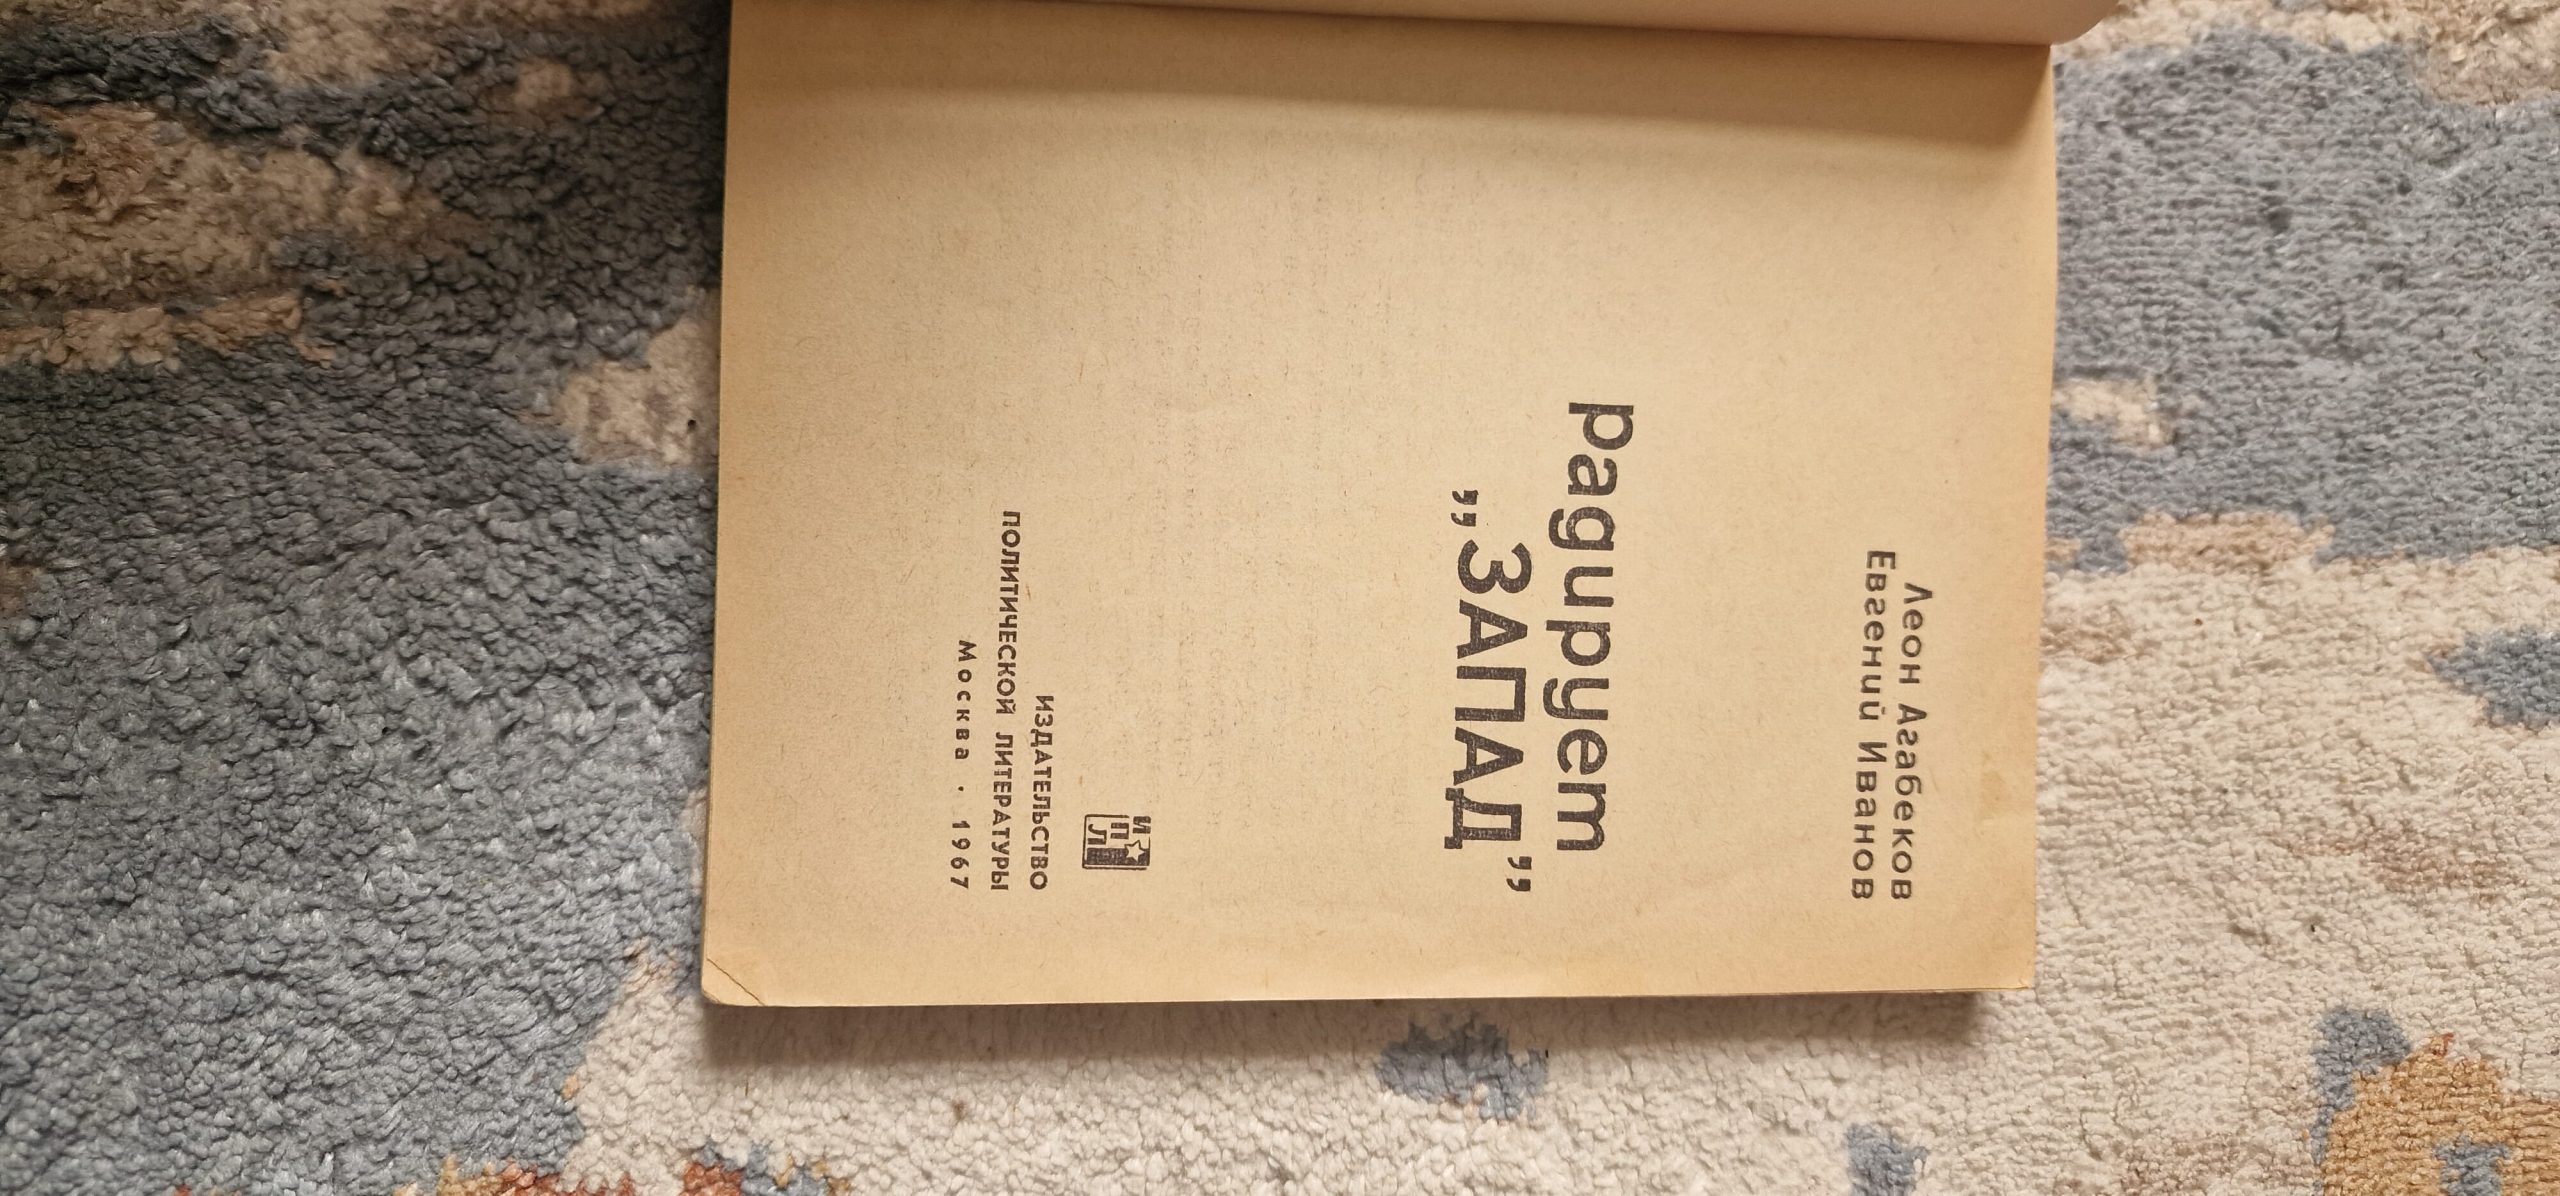 Леон Агабеков
Евгений Иванов
Радирует
„ЗАПАД”
И
П
Л
ИЗДАТЕЛЬСТВО
ПОЛИТИЧЕСКОЙ ЛИТЕРАТУРЫ
Москва · 1967